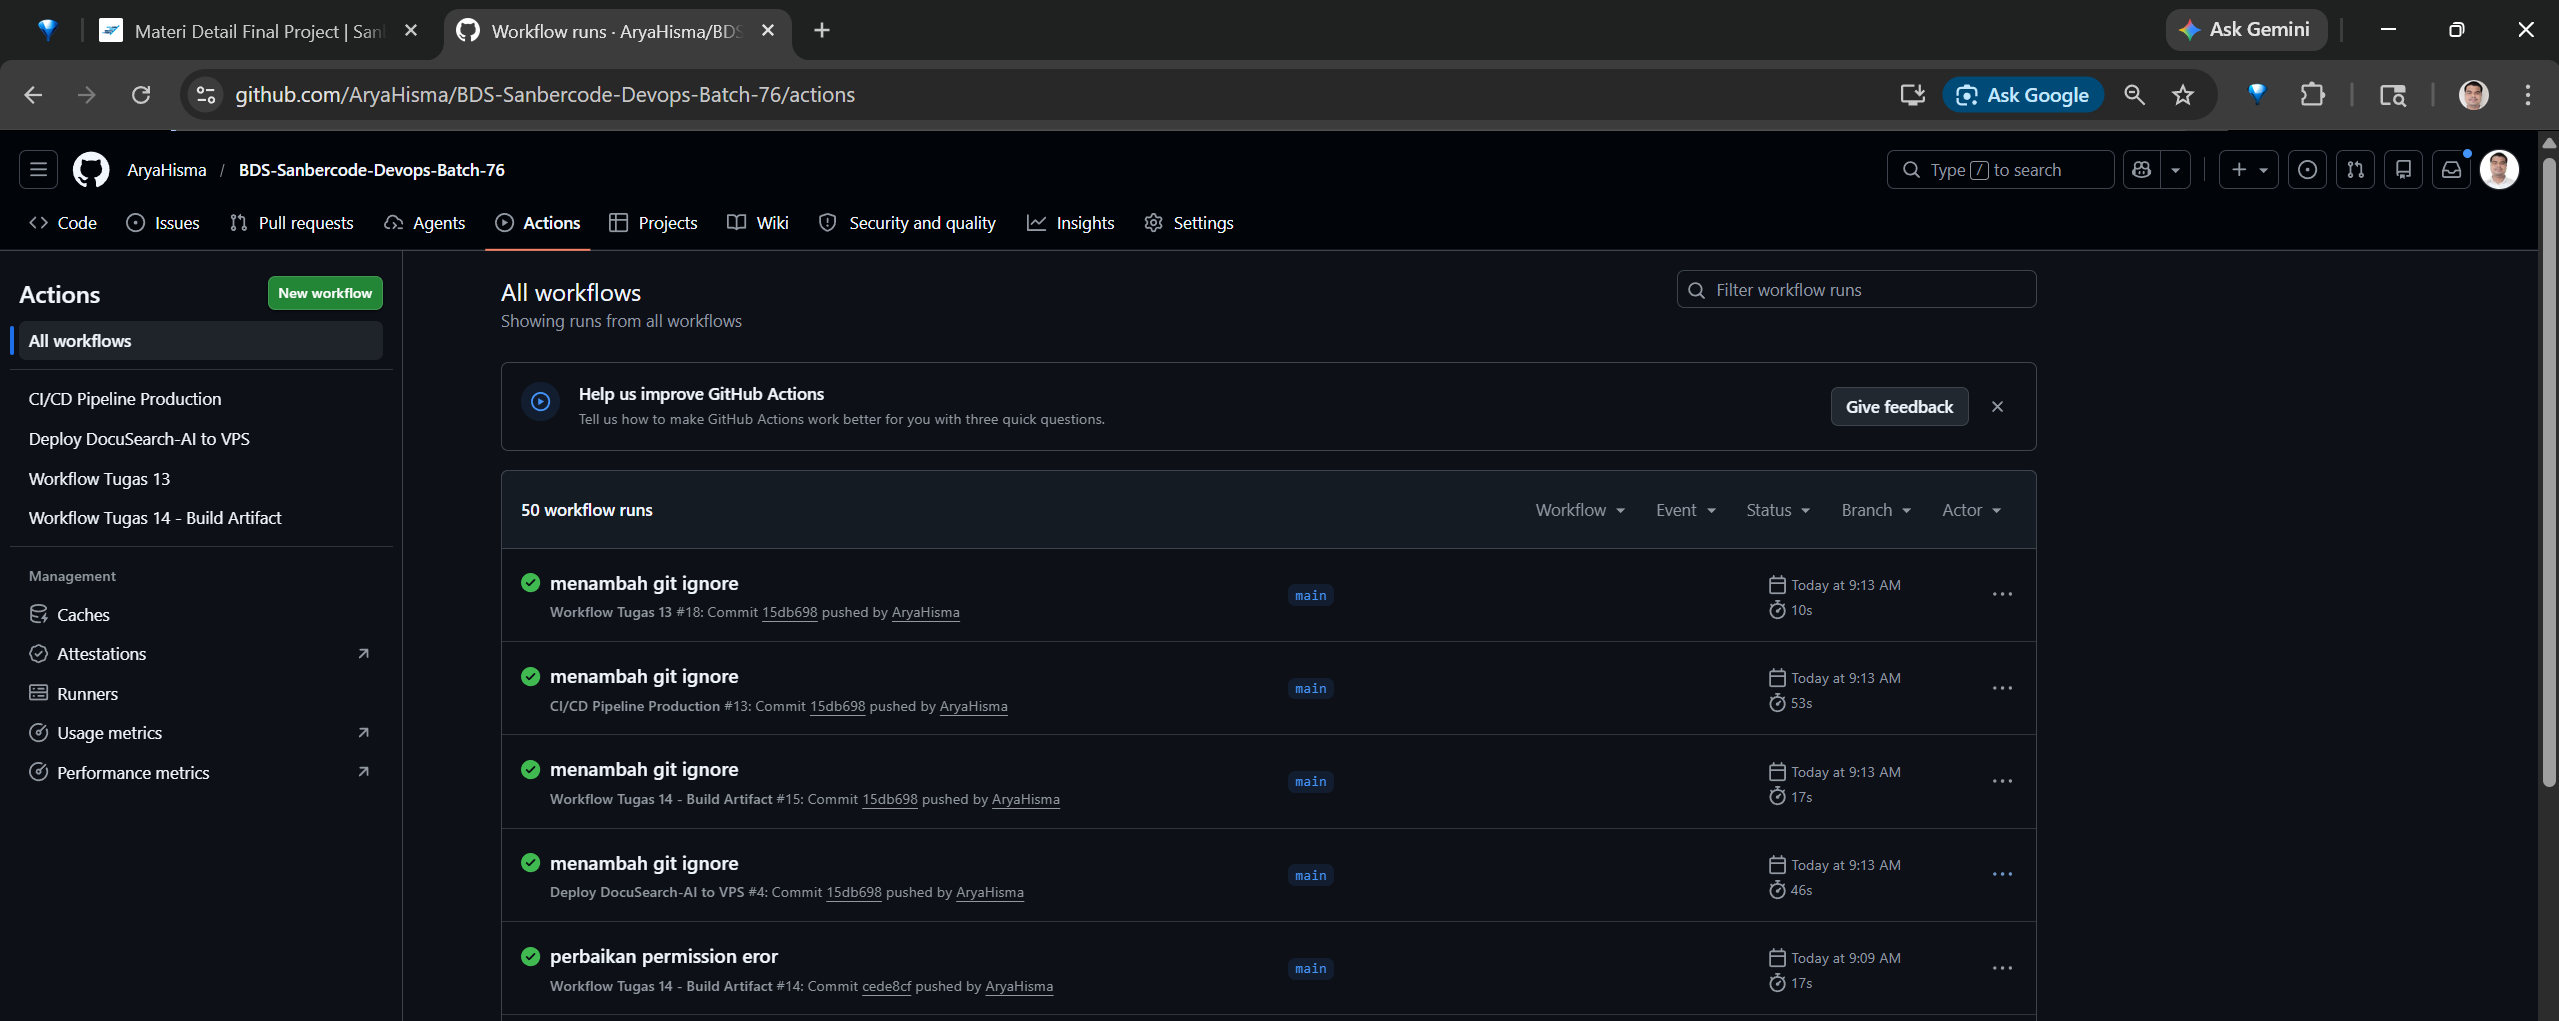 Materi Detail Final Project | San
Workflow runs · AryaHisma/BDS
Ask Gemini
github.com/AryaHisma/BDS-Sanbercode-Devops-Batch-76/actions
Ask Google
AryaHisma / BDS-Sanbercode-Devops-Batch-76
Type / to search
Code Issues Pull requests Agents Actions Projects Wiki Security and quality Insights Settings
Actions
New workflow
All workflows
CI/CD Pipeline Production
Deploy DocuSearch-AI to VPS
Workflow Tugas 13
Workflow Tugas 14 - Build Artifact
Management
Caches
Attestations
Runners
Usage metrics
Performance metrics
All workflows
Showing runs from all workflows
Filter workflow runs
Help us improve GitHub Actions
Tell us how to make GitHub Actions work better for you with three quick questions.
Give feedback
50 workflow runs
Workflow Event Status Branch Actor
menambah git ignore
Workflow Tugas 13 #18: Commit 15db698 pushed by AryaHisma
main
Today at 9:13 AM
10s
menambah git ignore
CI/CD Pipeline Production #13: Commit 15db698 pushed by AryaHisma
main
Today at 9:13 AM
53s
menambah git ignore
Workflow Tugas 14 - Build Artifact #15: Commit 15db698 pushed by AryaHisma
main
Today at 9:13 AM
17s
menambah git ignore
Deploy DocuSearch-AI to VPS #4: Commit 15db698 pushed by AryaHisma
main
Today at 9:13 AM
46s
perbaikan permission eror
Workflow Tugas 14 - Build Artifact #14: Commit cede8cf pushed by AryaHisma
main
Today at 9:09 AM
17s